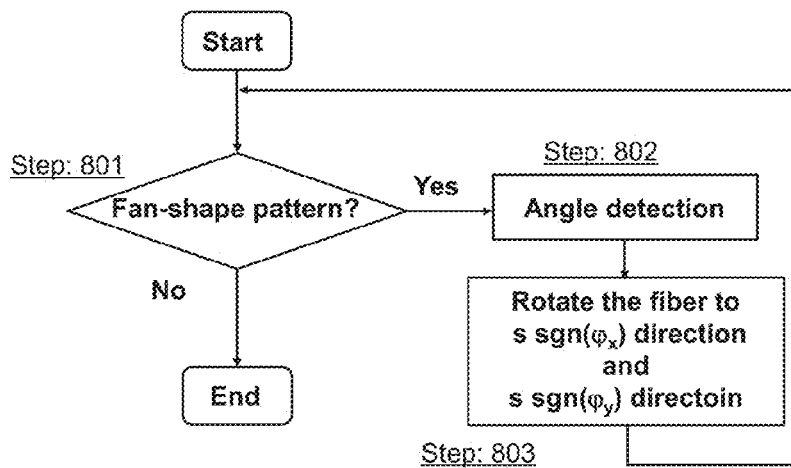 Start
Step: 801
Fan-shape pattern?
Yes
No
End
Step: 802
Angle detection
Rotate the fiber to
s sgn(φx) direction
and
s sgn(φy) directoin
Step: 803